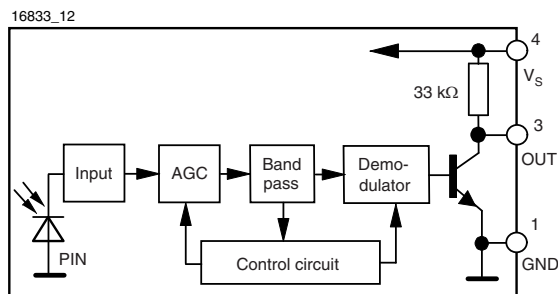 16833_12
4
V_S
33 kΩ
3
OUT
Input
AGC
Band
pass
Demo-
dulator
PIN
Control circuit
1
GND